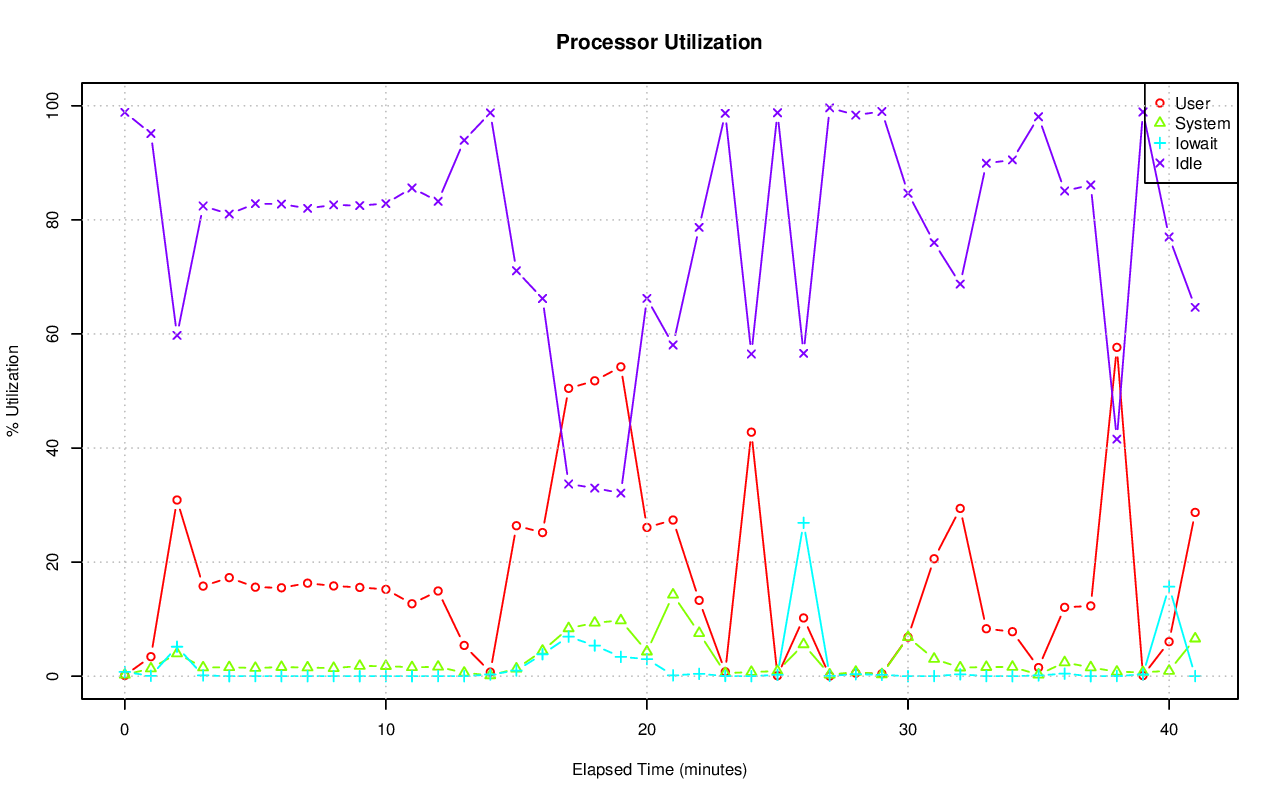 Processor Utilization
% Utilization
100
80
60
40
20
0
User
System
Iowait
Idle
0 10 20 30 40
Elapsed Time (minutes)